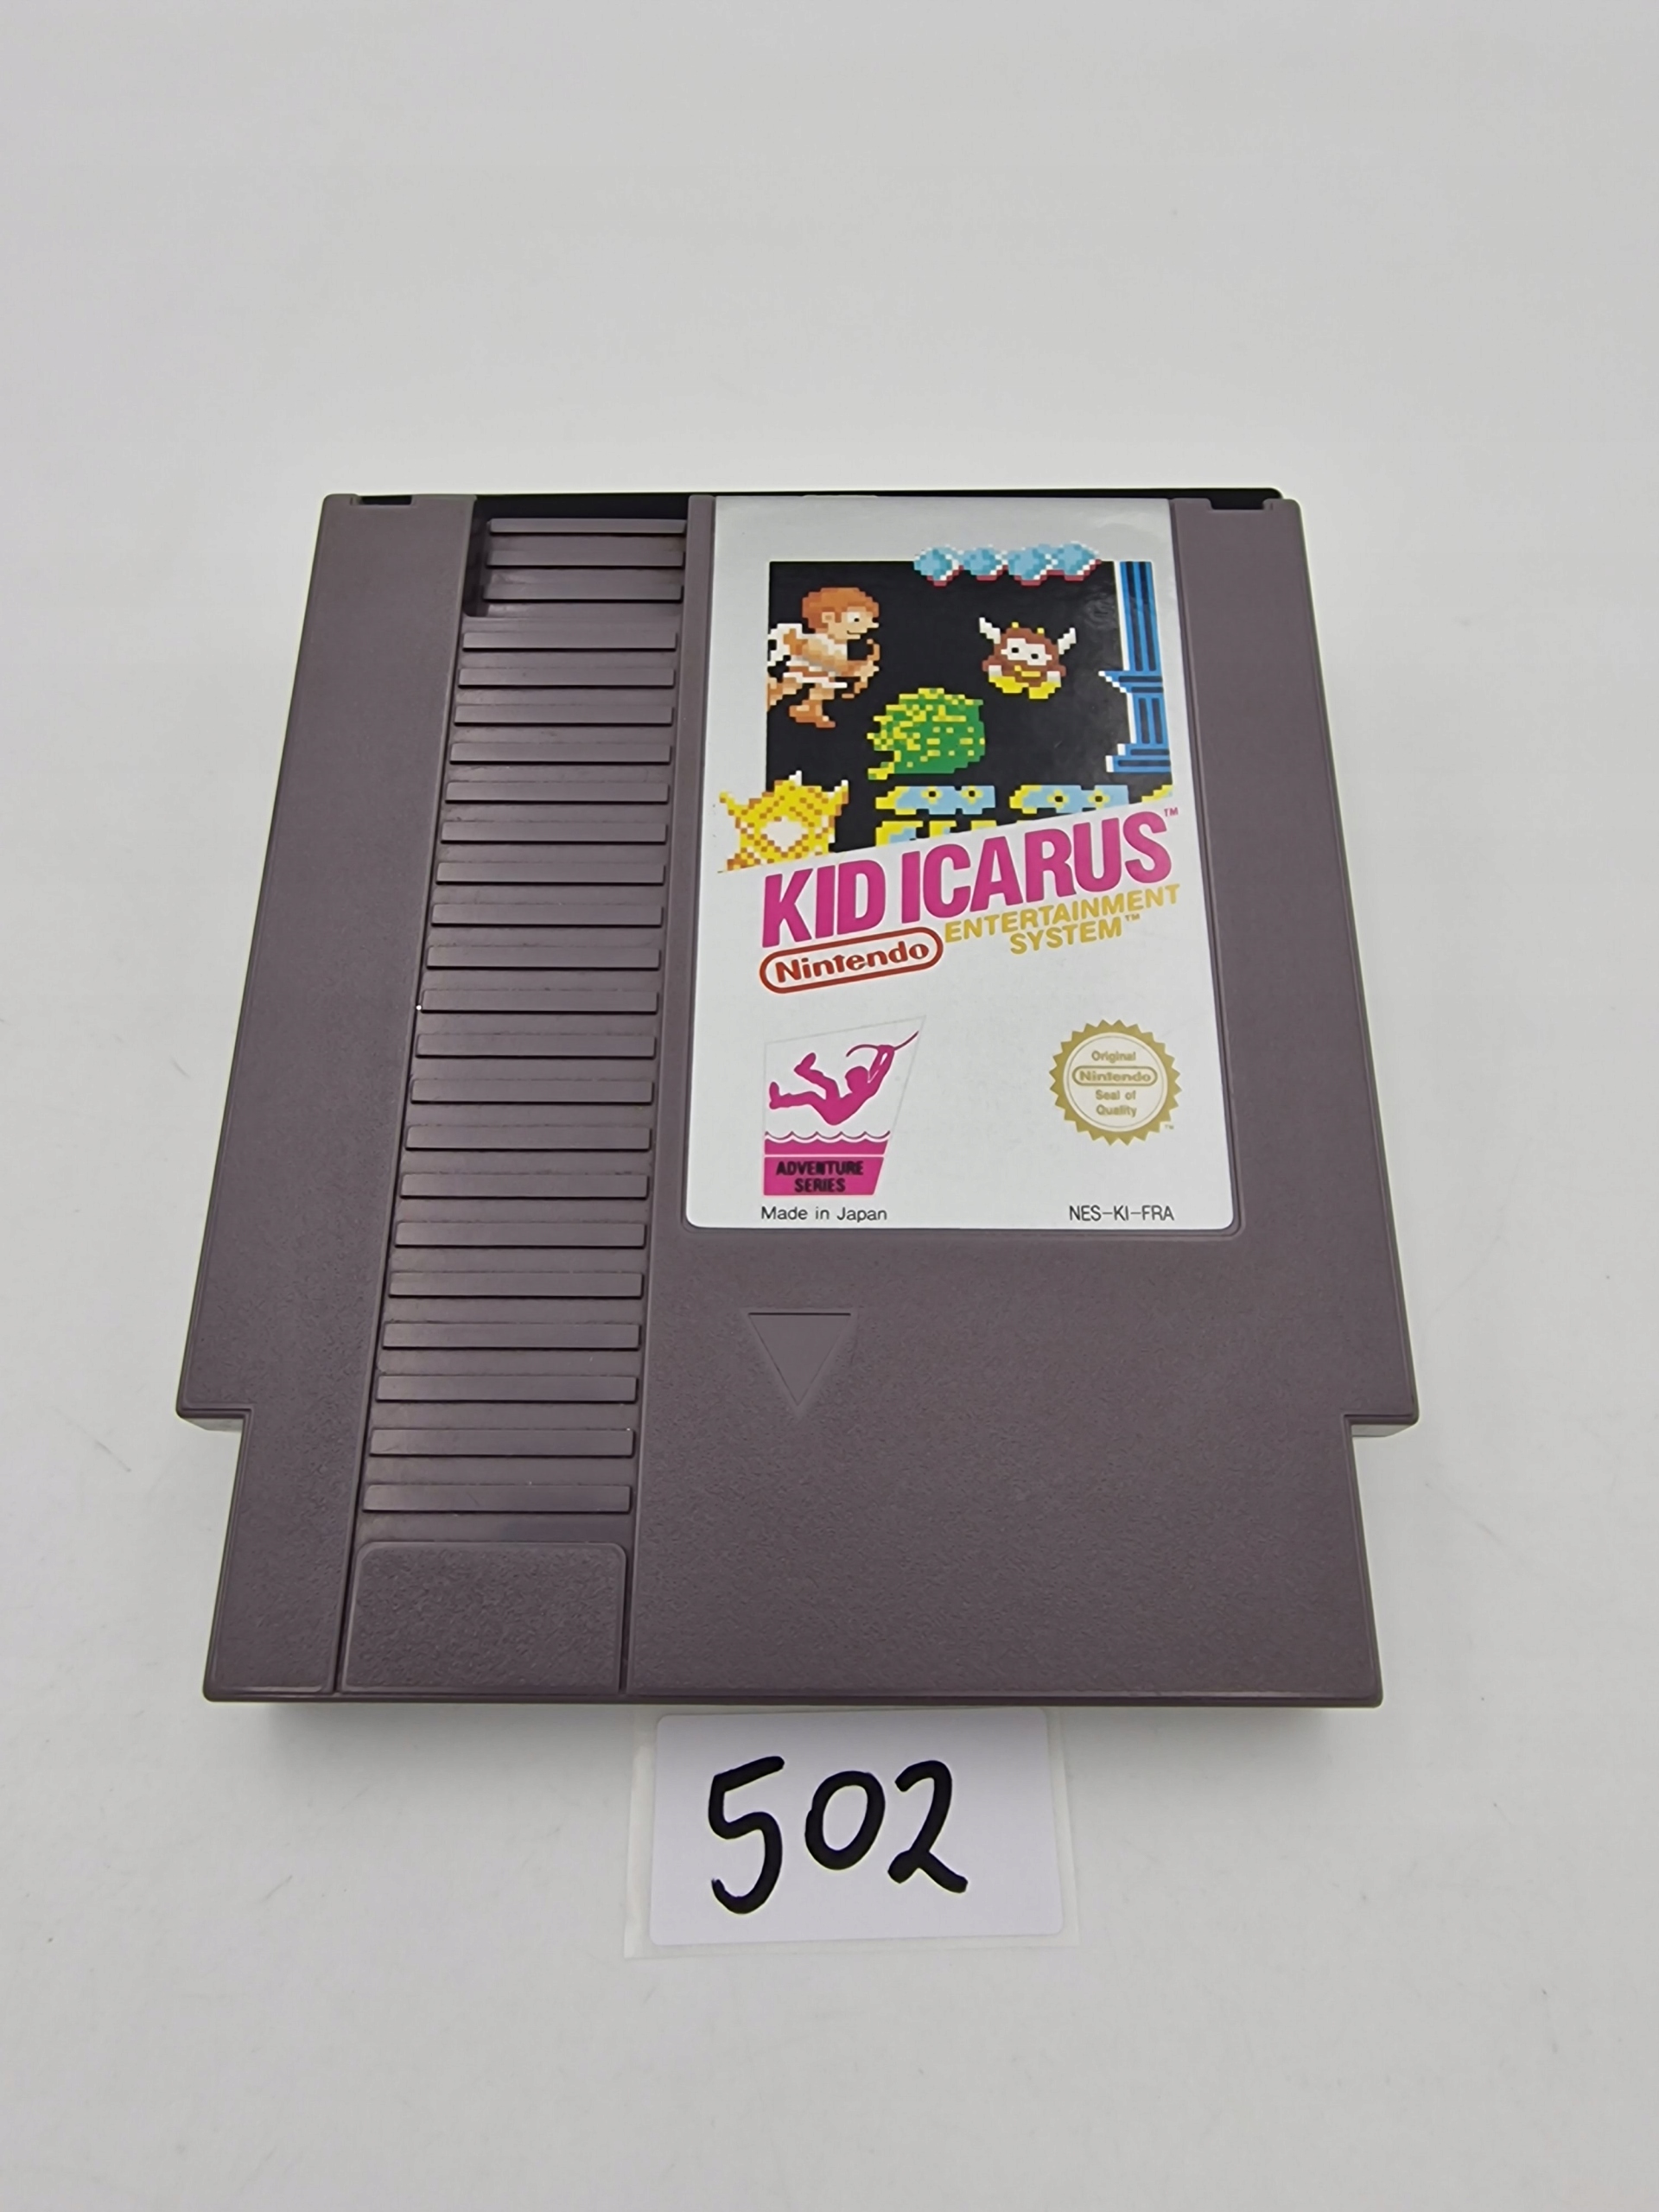 KID ICARUS™
Nintendo ENTERTAINMENT
SYSTEM™
Original
Nintendo
Seal of
Quality
TM
ADVENTURE
SERIES
Made in Japan
NES-KI-FRA
502